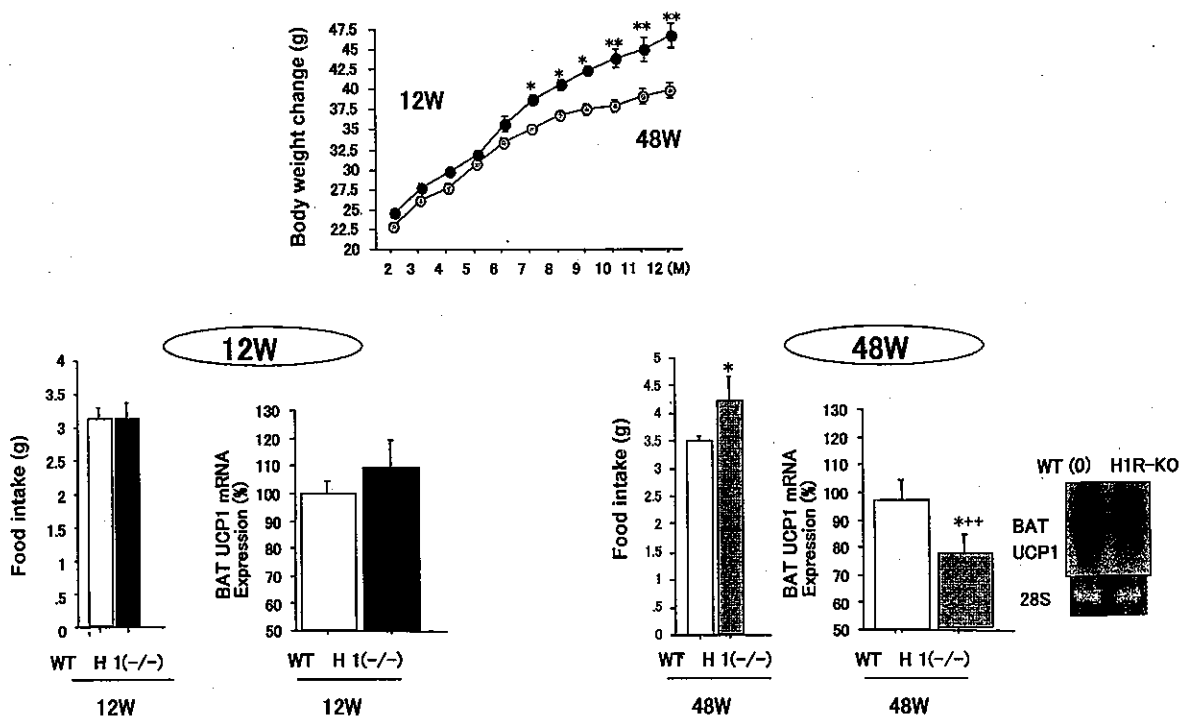 Body weight change (g)
47.5
45
42.5
40
37.5
35
32.5
30
27.5
25
22.5
20
12W
48W
* * * ** ** **
2 3 4 5 6 7 8 9 10 11 12 (M)
12W
Food intake (g)
4
3.5
3
2.5
2
1.5
1
.5
0
WT H 1(−/−)
12W
BAT UCP1 mRNA
Expression (%)
130
120
110
100
90
80
70
60
50
WT H 1(−/−)
12W
48W
Food intake (g)
5
4.5
4
3.5
3
2.5
2
1.5
1
.5
0
*
WT H 1(−/−)
48W
BAT UCP1 mRNA
Expression (%)
130
120
110
100
90
80
70
60
50
*++
WT H 1(−/−)
48W
WT (0) H1R-KO
BAT
UCP1
28S